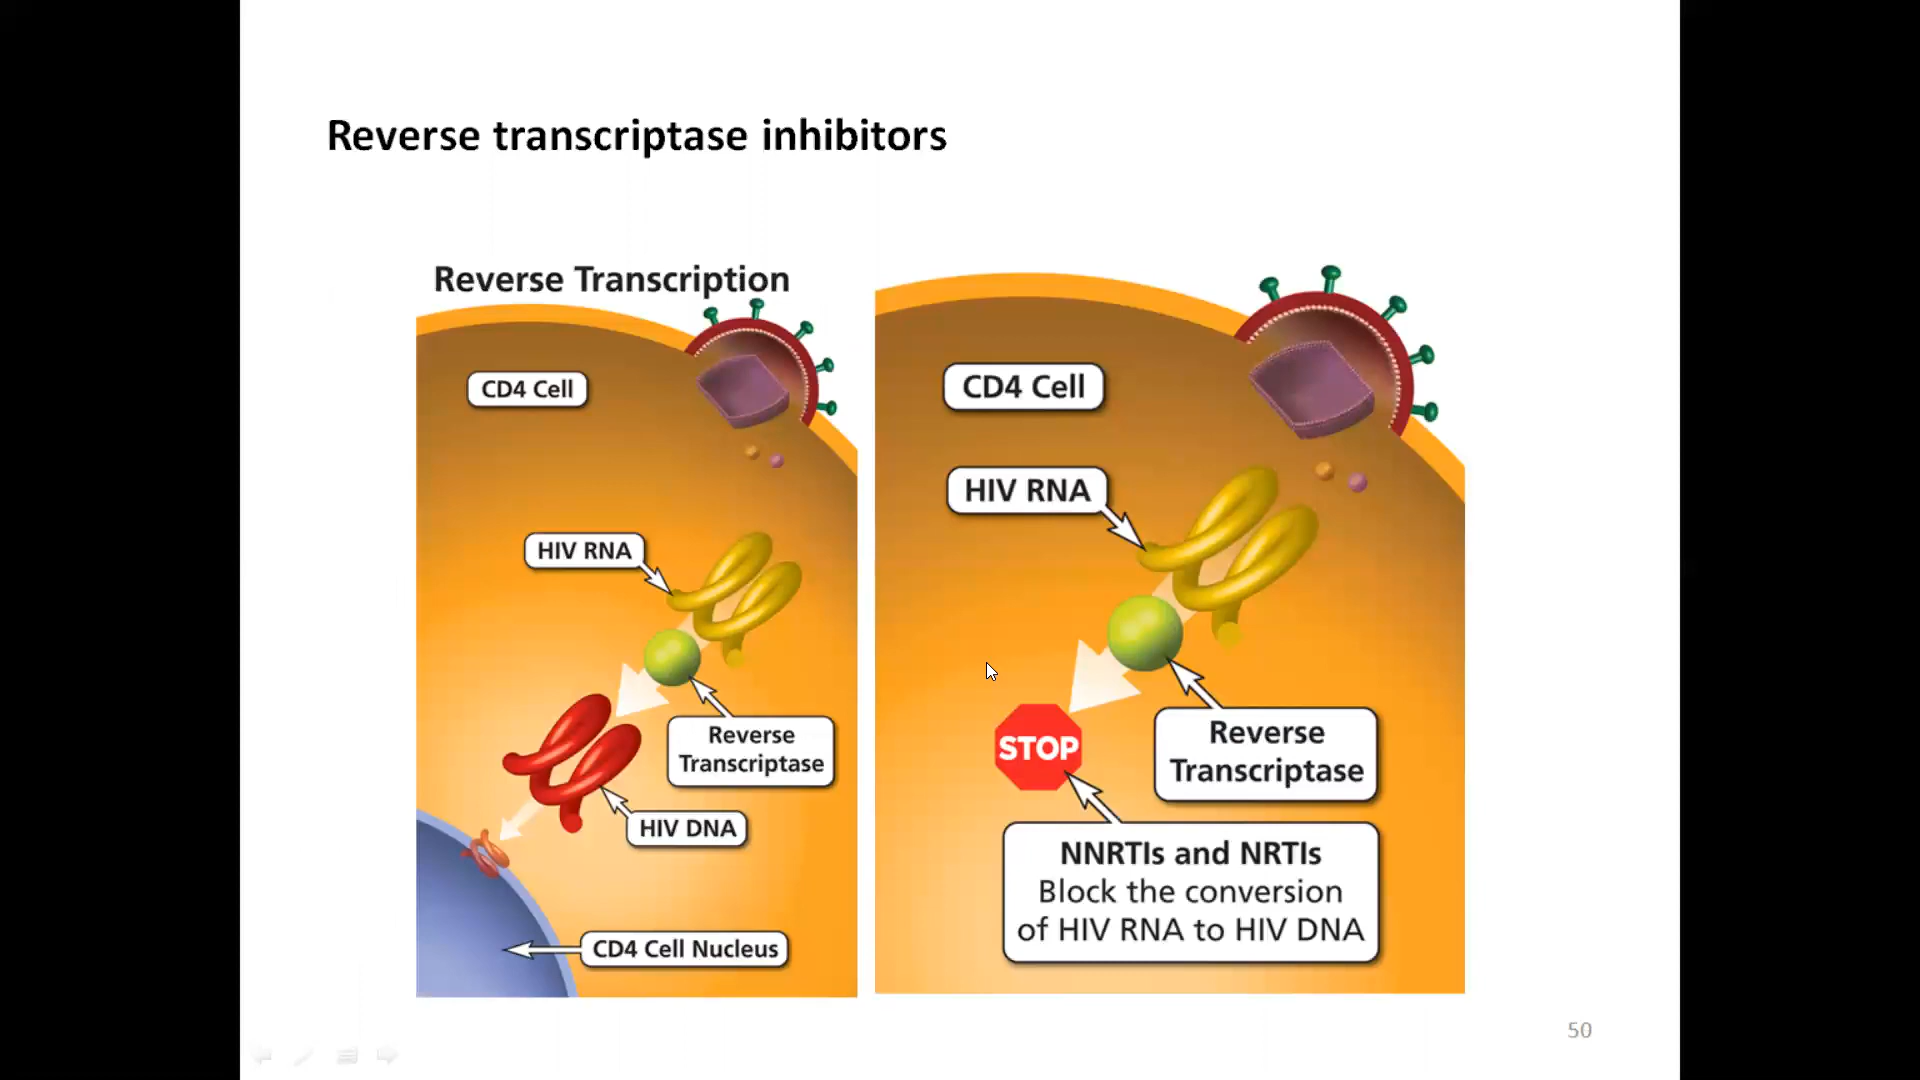 Reverse transcriptase inhibitors
Reverse Transcription
CD4 Cell
HIV RNA
Reverse
Transcriptase
HIV DNA
CD4 Cell Nucleus
CD4 Cell
HIV RNA
Reverse
Transcriptase
STOP
NNRTIs and NRTIs
Block the conversion
of HIV RNA to HIV DNA
50